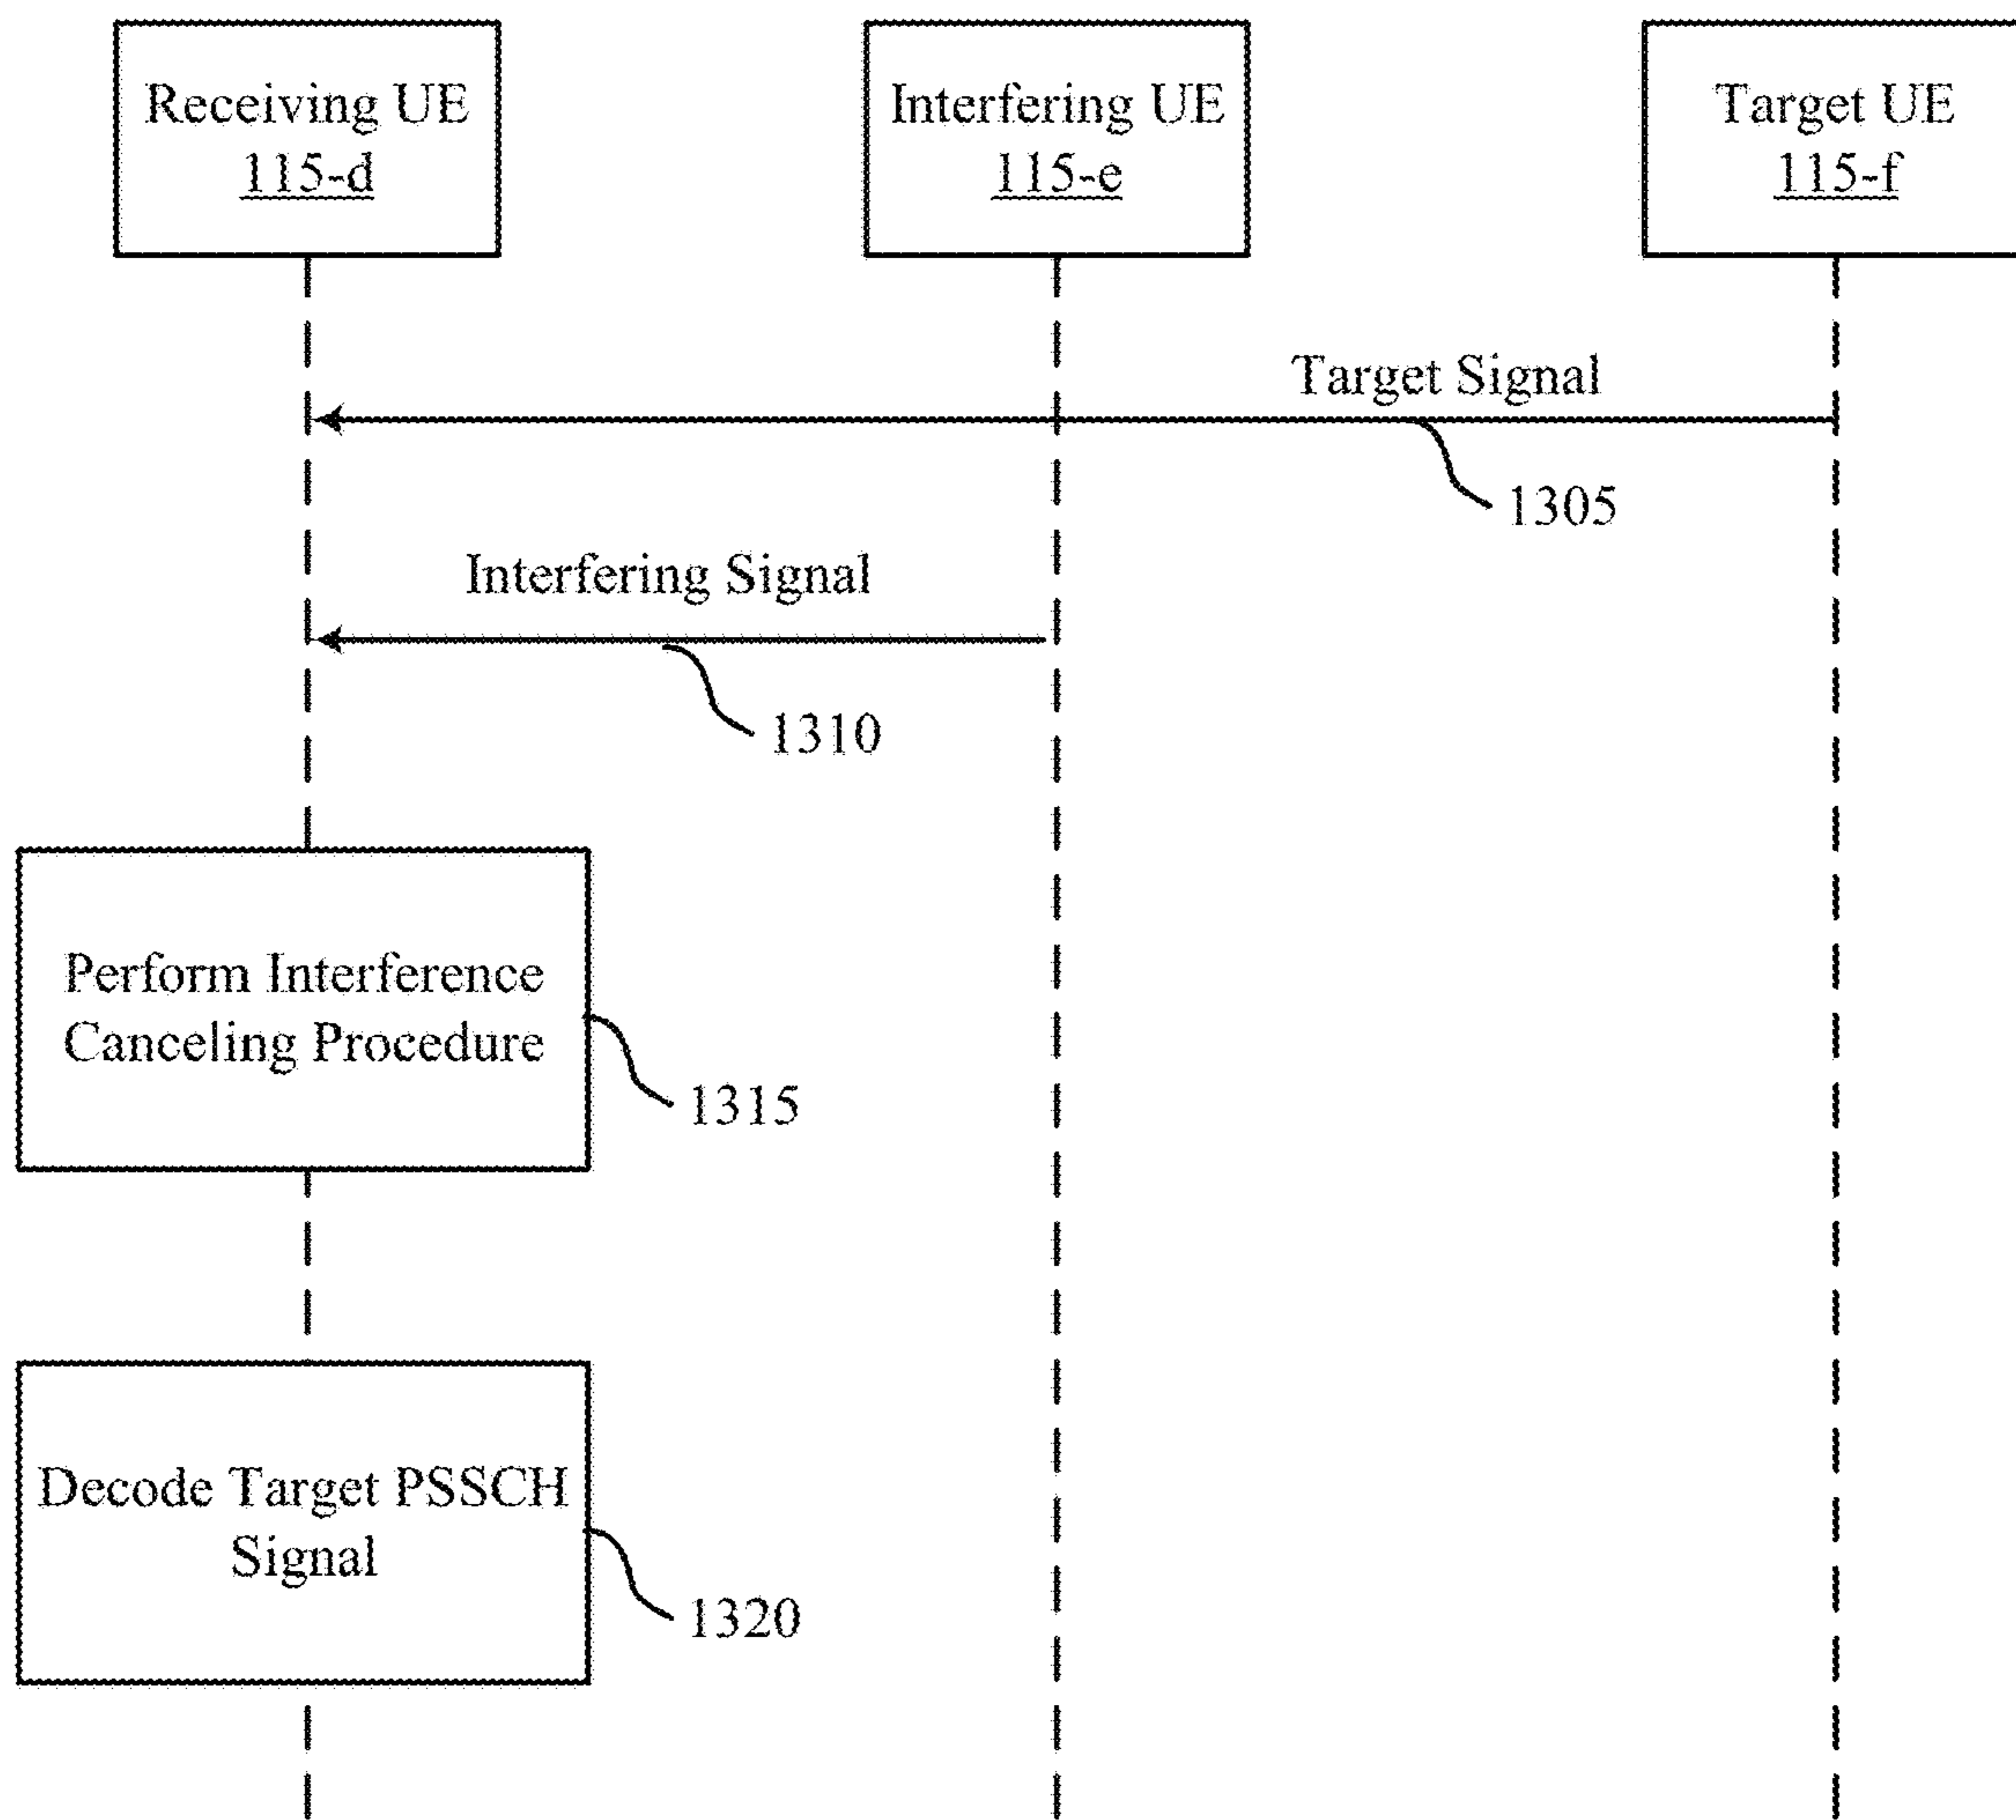 Receiving UE
115-d
Interfering UE
115-e
Target UE
115-f
Target Signal
1305
Interfering Signal
1310
Perform Interference
Canceling Procedure
1315
Decode Target PSSCH
Signal
1320